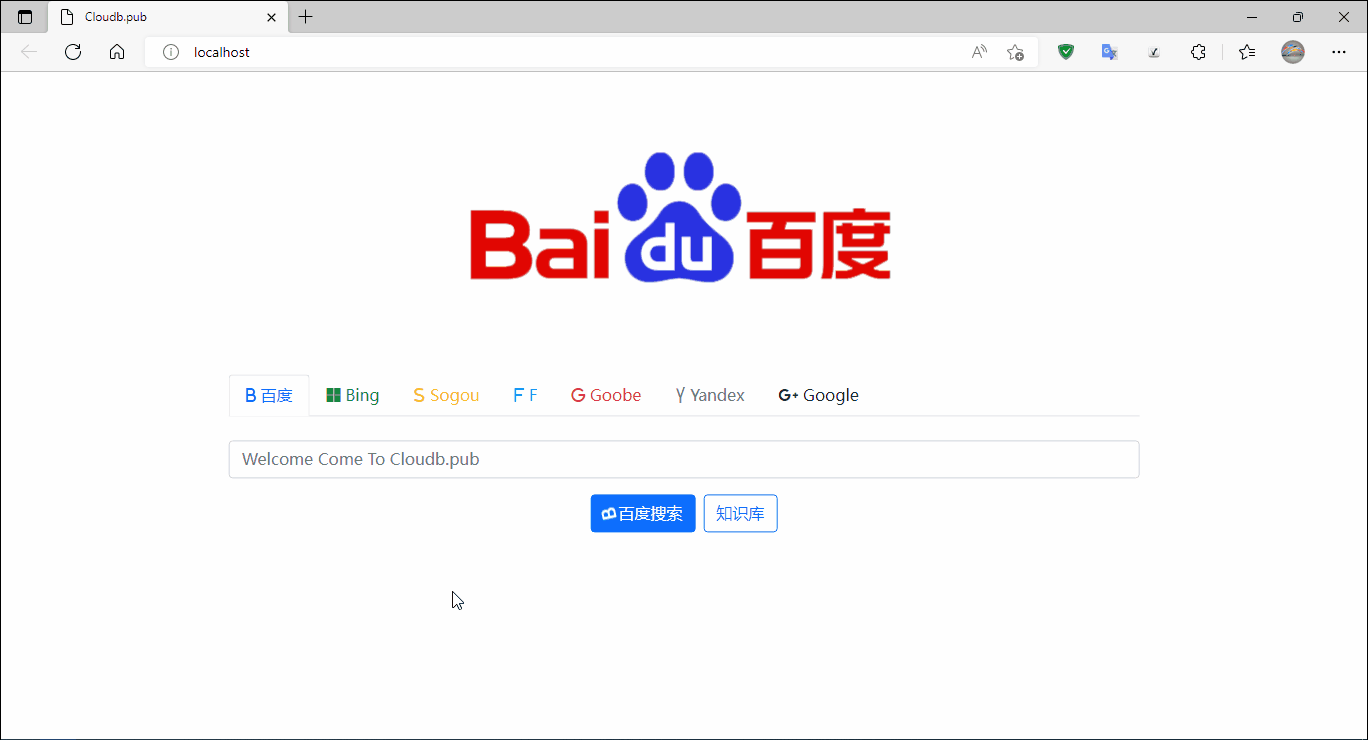 Cloudb.pub
localhost
Bai du 百度
B 百度 Bing S Sogou F F G Goobe Y Yandex G+ Google
Welcome Come To Cloudb.pub
B百度搜索 知识库